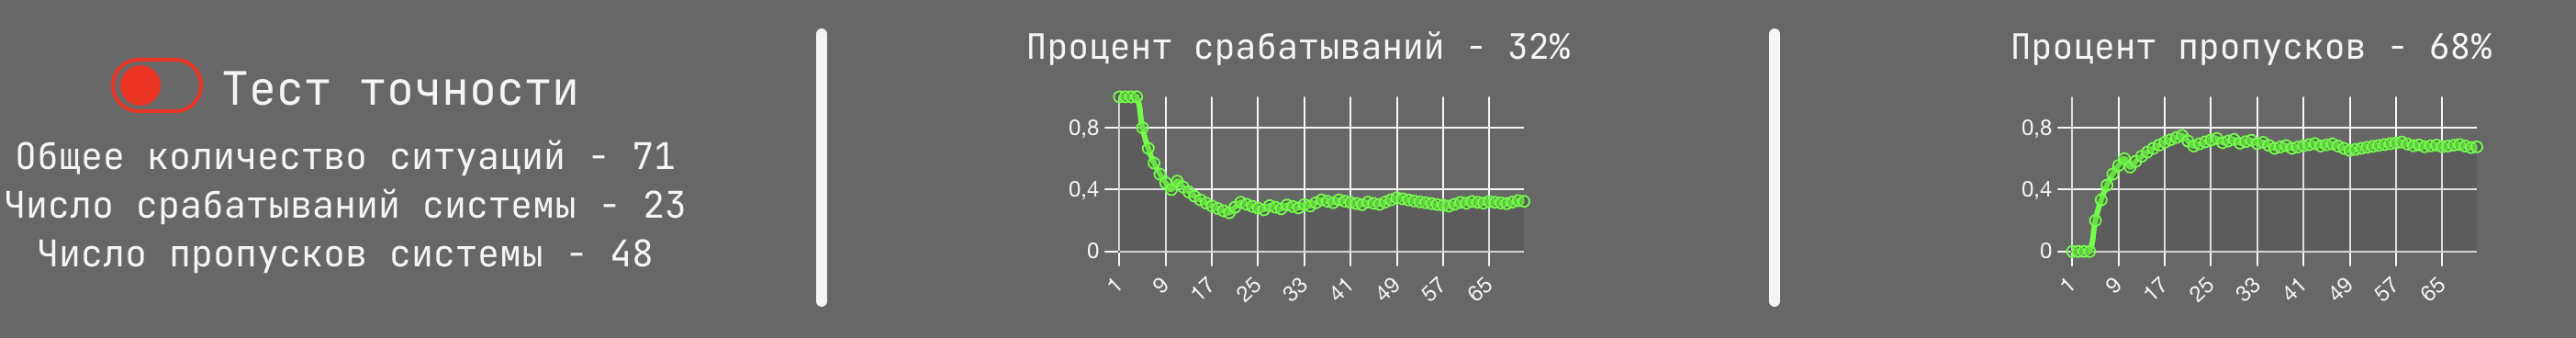 Тест точности
Общее количество ситуаций - 71
Число срабатываний системы - 23
Число пропусков системы - 48
Процент срабатываний - 32%
0,8
0,4
0
1 9 17 25 33 41 49 57 65
Процент пропусков - 68%
0,8
0,4
0
1 9 17 25 33 41 49 57 65